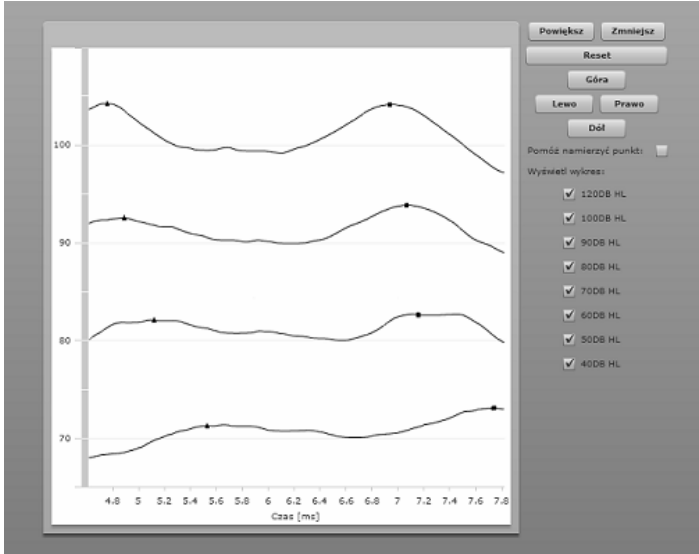 Powiększ Zmniejsz
Reset
Góra
Lewo Prawo
Dół
Pomóż namierzyć punkt:
Wyświetl wykres:
120DB HL
100DB HL
90DB HL
80DB HL
70DB HL
60DB HL
50DB HL
40DB HL
100
90
80
70
4.8 5 5.2 5.4 5.6 5.8 6 6.2 6.4 6.6 6.8 7 7.2 7.4 7.6 7.8
Czas [ms]